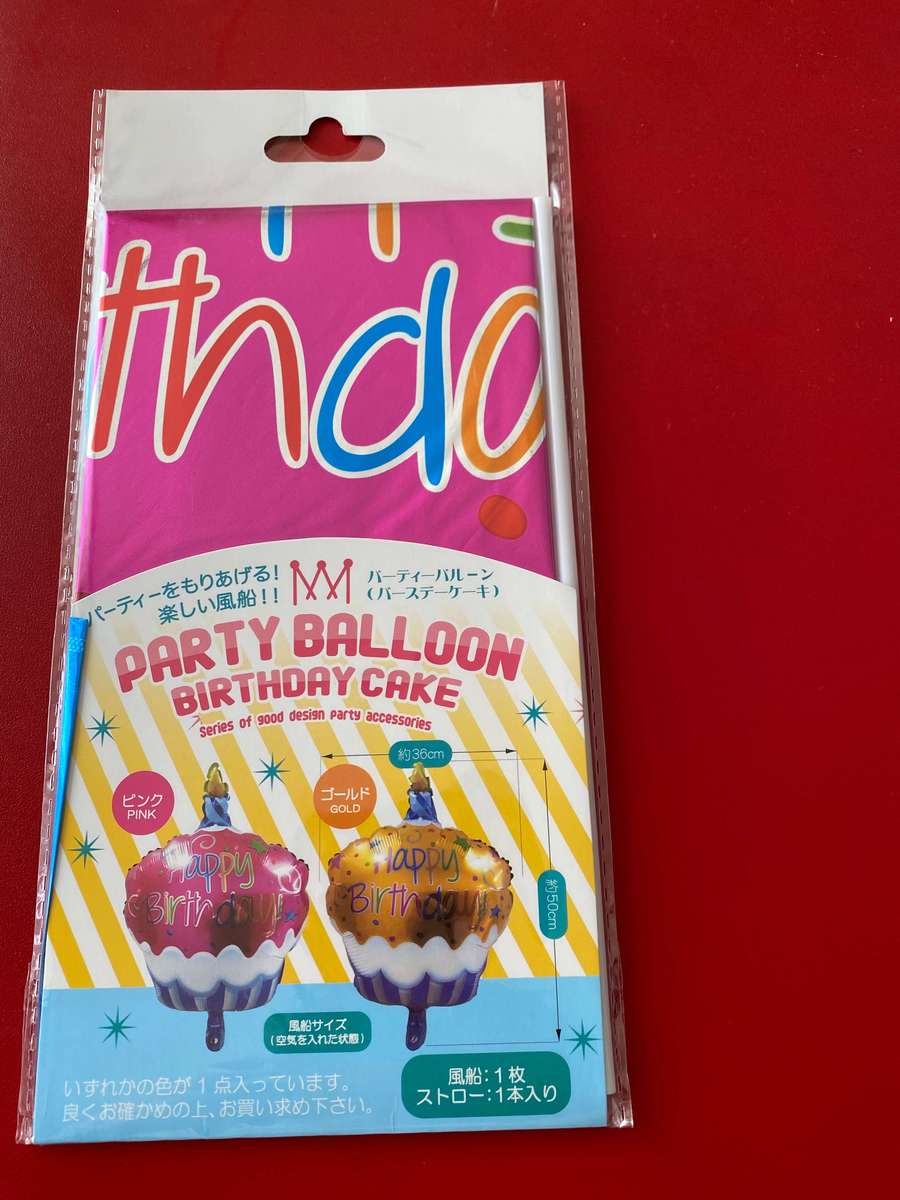 thda
パーティーをもりあげる!
楽しい風船!!
パーティーバルーン
(バーステーケーキ)
PARTY BALLOON
BIRTHDAY CAKE
Series of good design party accessories
約36cm
ピンク
PINK
ゴールド
GOLD
Happy
Birthday!
Happy
Birthday!
約50cm
風船サイズ
(空気を入れた状態)
風船:1枚
ストロー:1本入り
いずれかの色が1点入っています。
良くお確かめの上、お買い求め下さい。